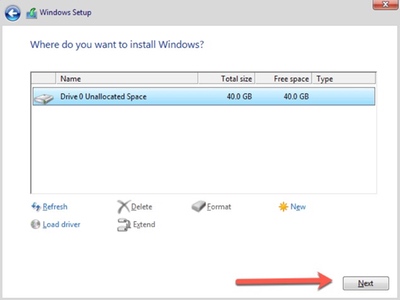 Windows Setup
Where do you want to install Windows?
Name Total size Free space Type
Drive 0 Unallocated Space 40.0 GB 40.0 GB
Refresh Delete Format New
Load driver Extend
Next